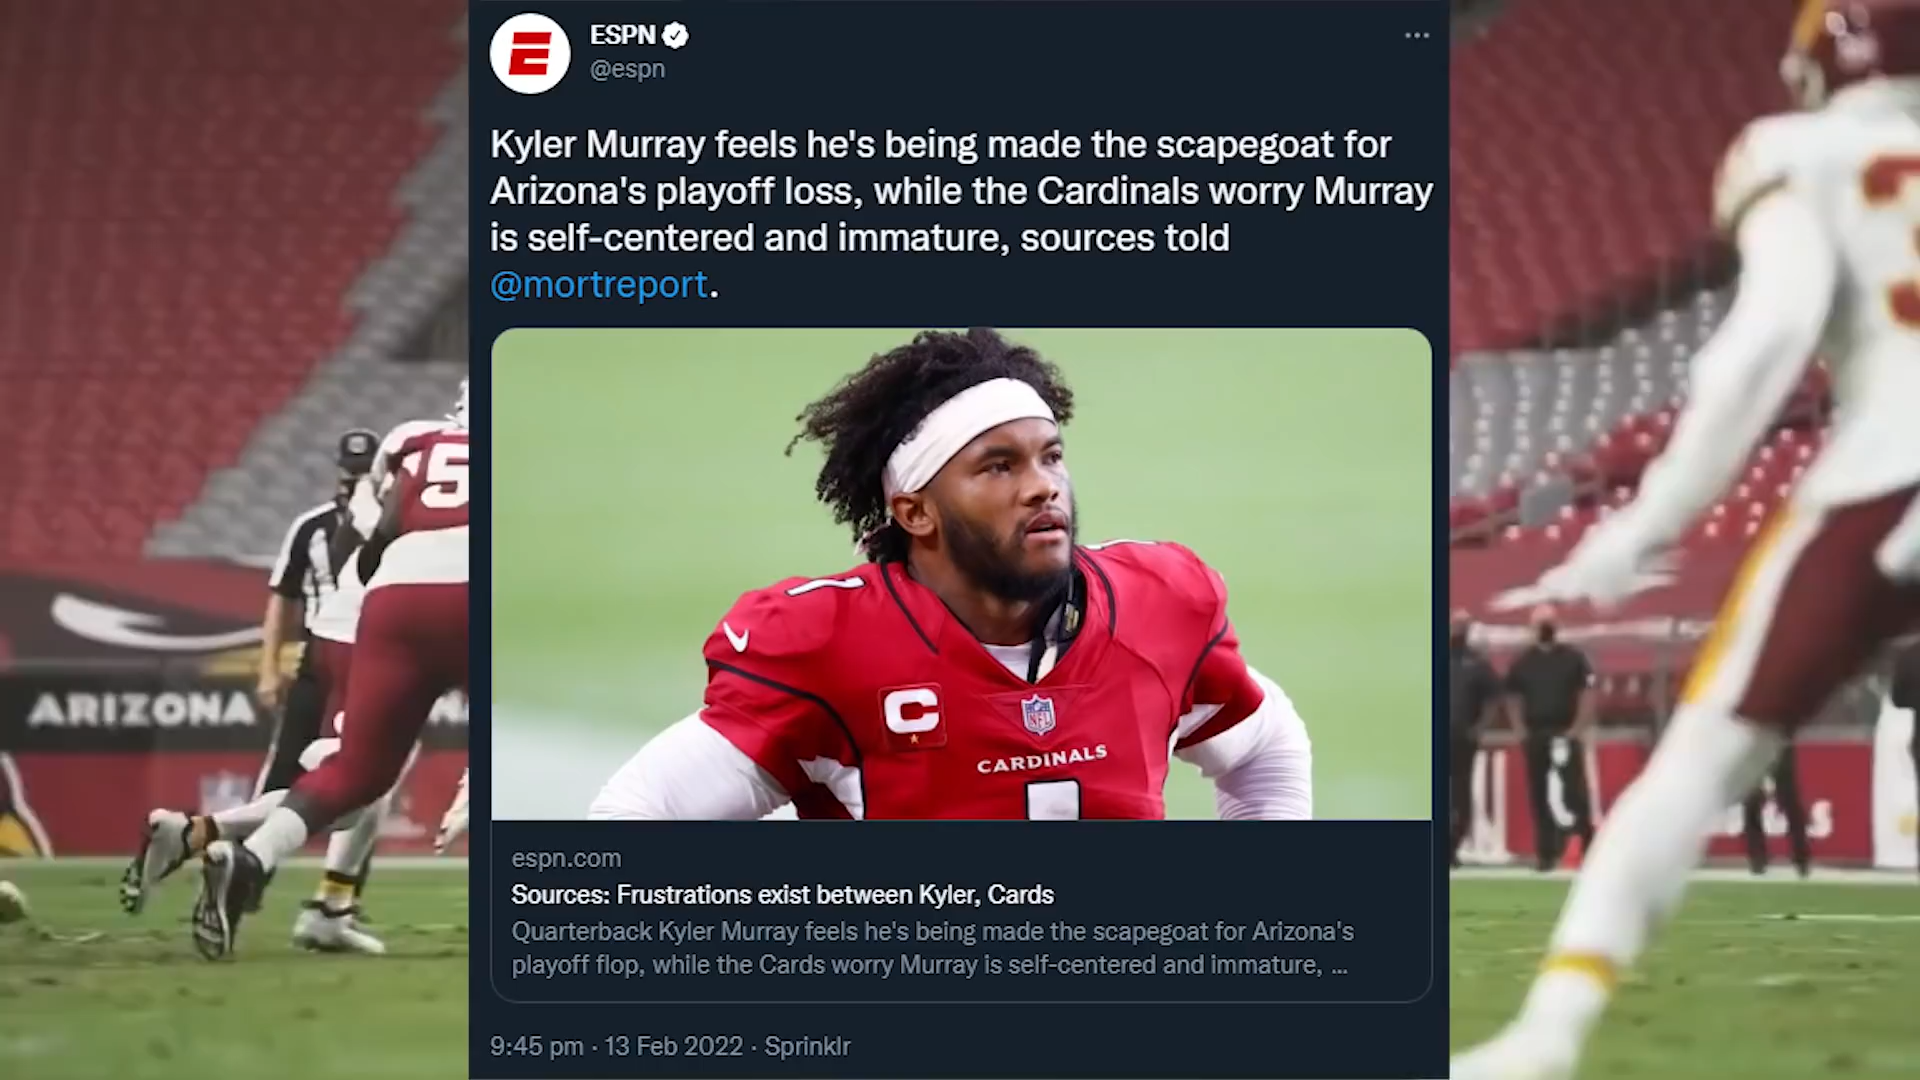 ESPN
@espn
Kyler Murray feels he's being made the scapegoat for
Arizona's playoff loss, while the Cardinals worry Murray
is self-centered and immature, sources told
@mortreport.
C
NFL
CARDINALS
1
espn.com
Sources: Frustrations exist between Kyler, Cards
Quarterback Kyler Murray feels he's being made the scapegoat for Arizona's
playoff flop, while the Cards worry Murray is self-centered and immature, ...
9:45 pm · 13 Feb 2022 · Sprinklr
5
ARIZONA